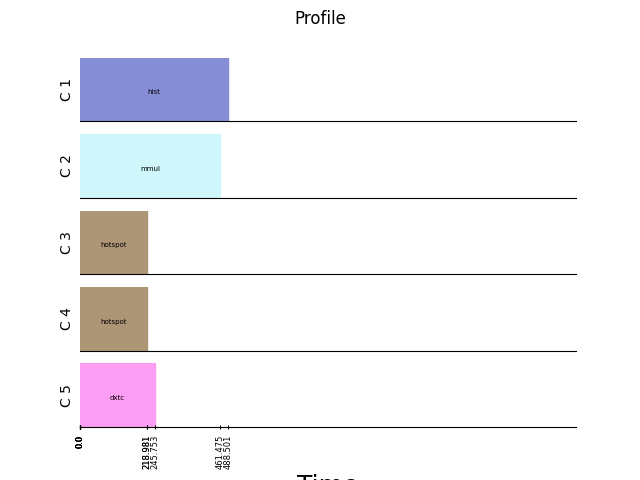 Profile
C 1
hist
C 2
mmul
C 3
hotspot
C 4
hotspot
C 5
dxtc
0.0
218.981
245.753
461.475
488.501
Time